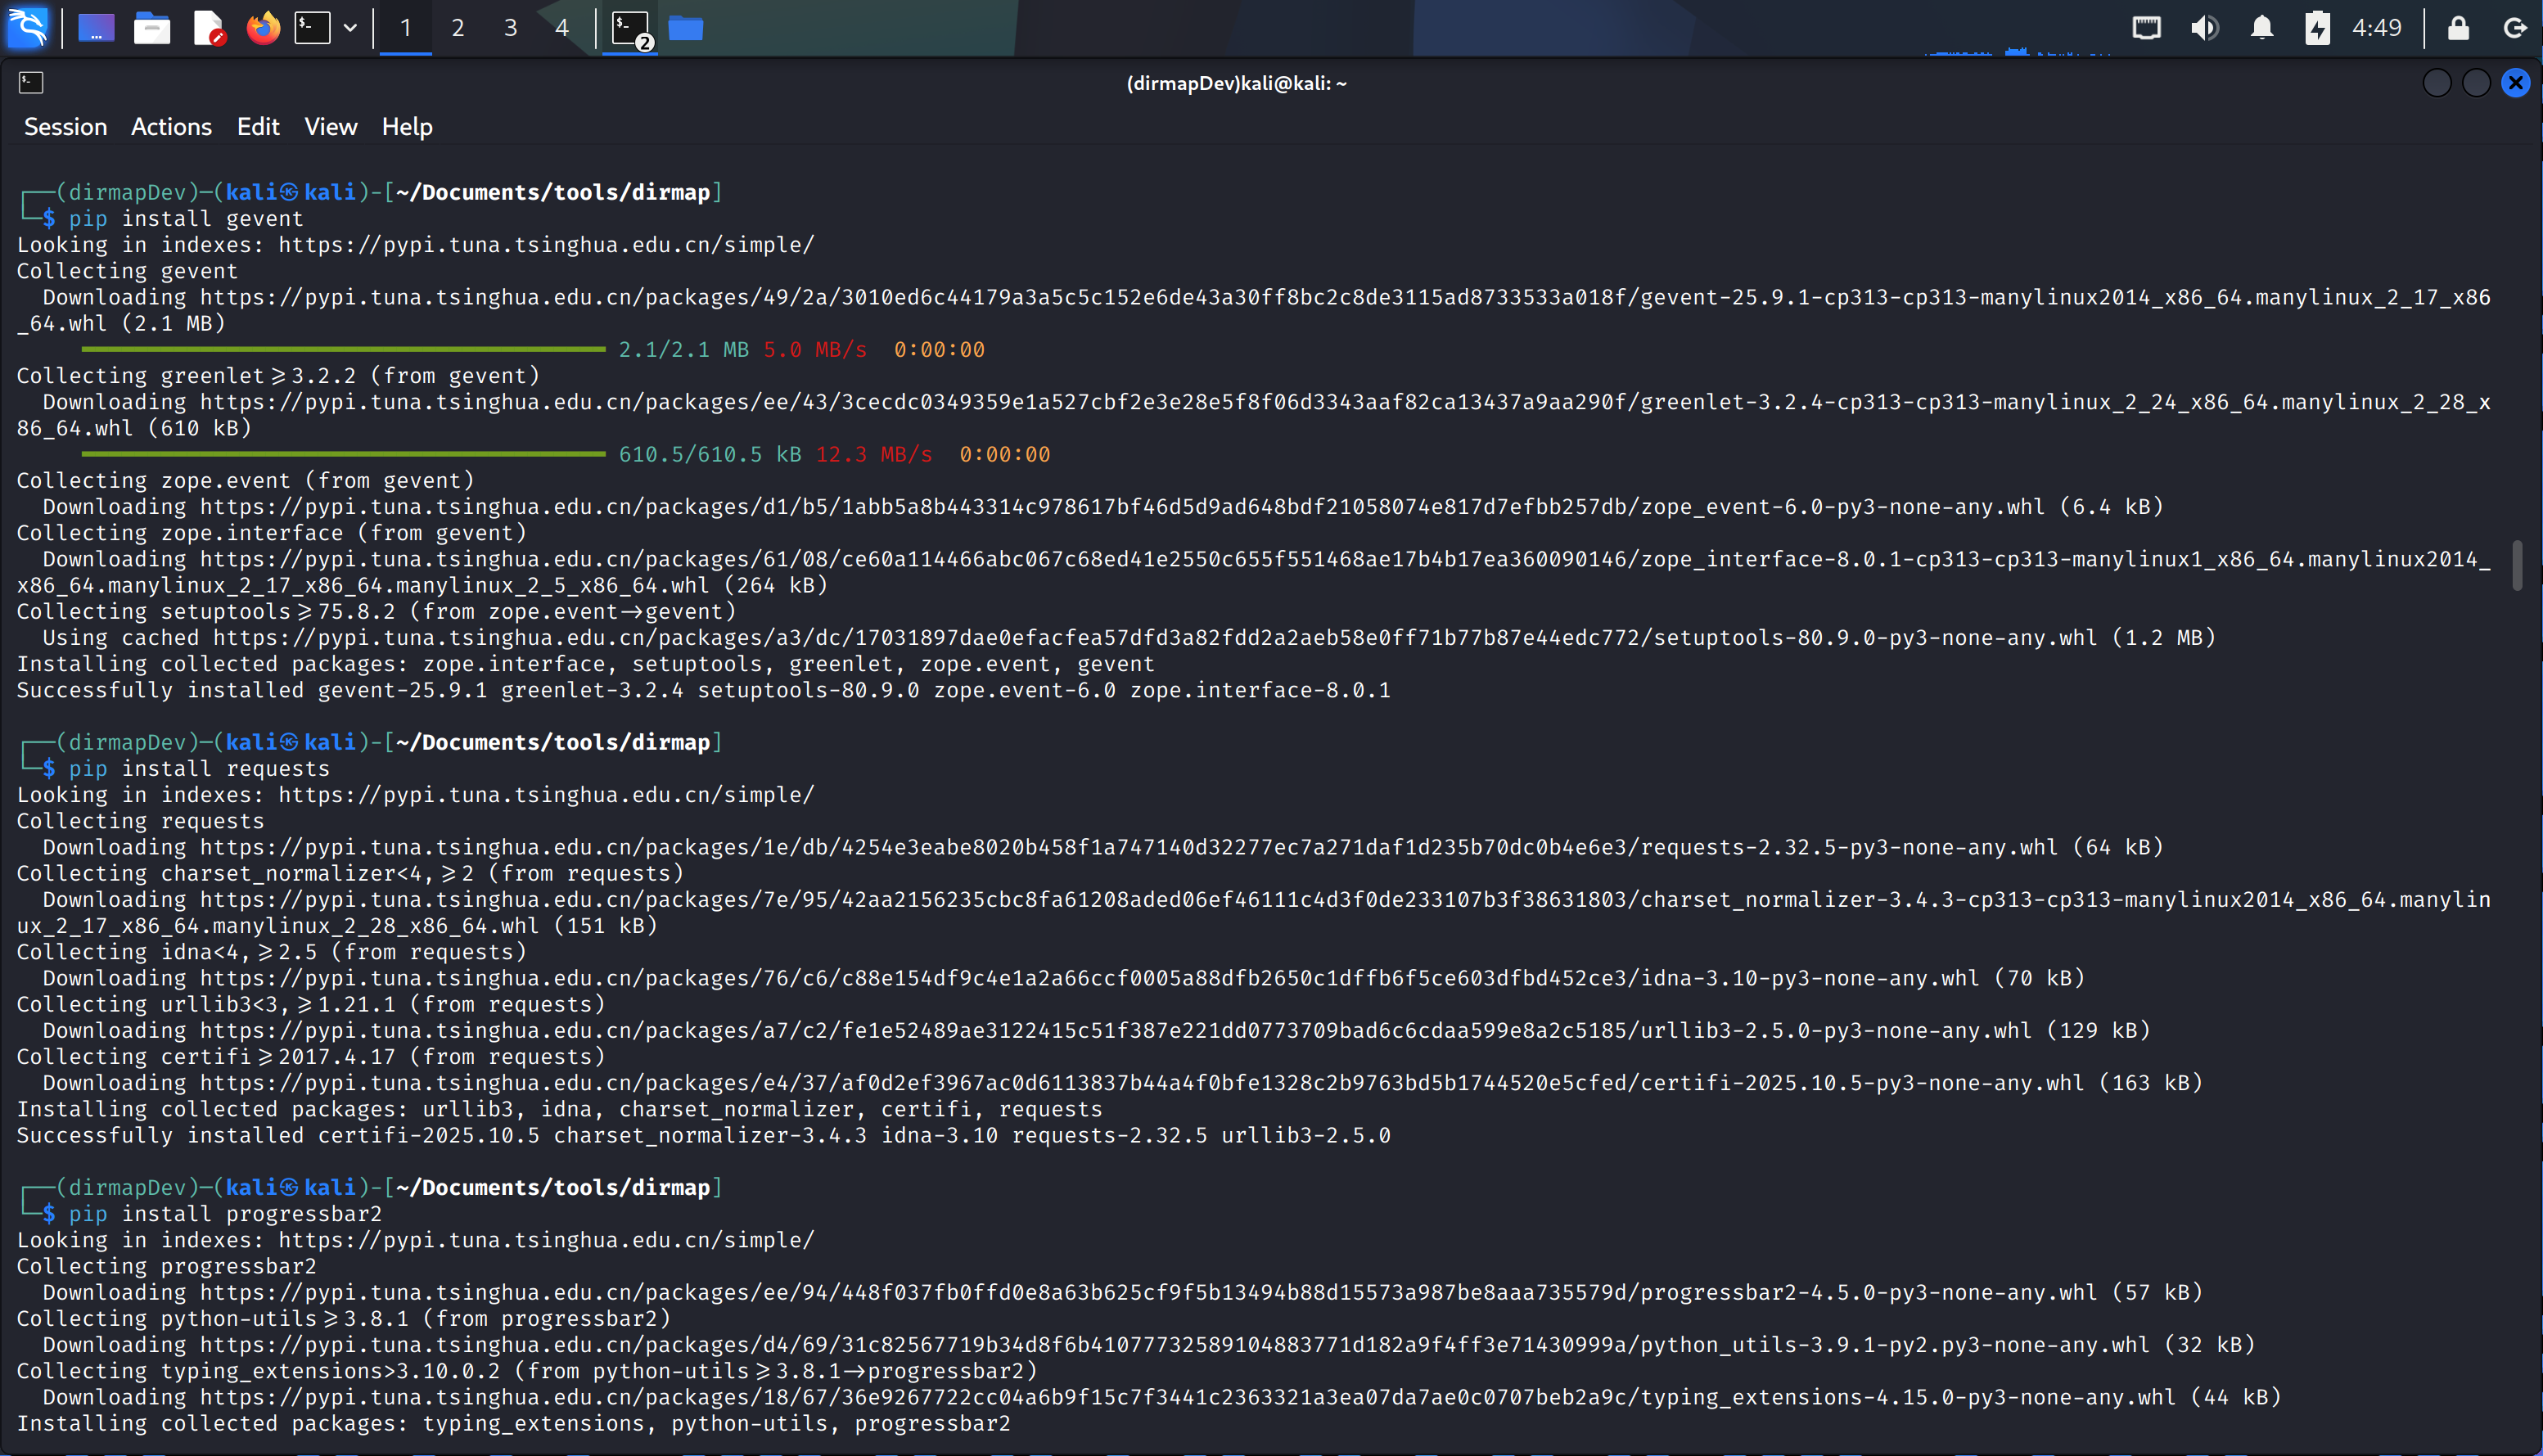 1 2 3 4 2 4:49
(dirmapDev)kali@kali: ~
Session Actions Edit View Help
┌──(dirmapDev)─(kali㉿kali)-[~/Documents/tools/dirmap]
└─$ pip install gevent
Looking in indexes: https://pypi.tuna.tsinghua.edu.cn/simple/
Collecting gevent
  Downloading https://pypi.tuna.tsinghua.edu.cn/packages/49/2a/3010ed6c44179a3a5c5c152e6de43a30ff8bc2c8de3115ad8733533a018f/gevent-25.9.1-cp313-cp313-manylinux2014_x86_64.manylinux_2_17_x86
_64.whl (2.1 MB)
2.1/2.1 MB 5.0 MB/s  0:00:00
Collecting greenlet>=3.2.2 (from gevent)
  Downloading https://pypi.tuna.tsinghua.edu.cn/packages/ee/43/3cecdc0349359e1a527cbf2e3e28e5f8f06d3343aaf82ca13437a9aa290f/greenlet-3.2.4-cp313-cp313-manylinux_2_24_x86_64.manylinux_2_28_x
86_64.whl (610 kB)
610.5/610.5 kB 12.3 MB/s  0:00:00
Collecting zope.event (from gevent)
  Downloading https://pypi.tuna.tsinghua.edu.cn/packages/d1/b5/1abb5a8b443314c978617bf46d5d9ad648bdf21058074e817d7efbb257db/zope_event-6.0-py3-none-any.whl (6.4 kB)
Collecting zope.interface (from gevent)
  Downloading https://pypi.tuna.tsinghua.edu.cn/packages/61/08/ce60a114466abc067c68ed41e2550c655f551468ae17b4b17ea360090146/zope_interface-8.0.1-cp313-cp313-manylinux1_x86_64.manylinux2014_
x86_64.manylinux_2_17_x86_64.manylinux_2_5_x86_64.whl (264 kB)
Collecting setuptools>=75.8.2 (from zope.event->gevent)
  Using cached https://pypi.tuna.tsinghua.edu.cn/packages/a3/dc/17031897dae0efacfea57dfd3a82fdd2a2aeb58e0ff71b77b87e44edc772/setuptools-80.9.0-py3-none-any.whl (1.2 MB)
Installing collected packages: zope.interface, setuptools, greenlet, zope.event, gevent
Successfully installed gevent-25.9.1 greenlet-3.2.4 setuptools-80.9.0 zope.event-6.0 zope.interface-8.0.1
┌──(dirmapDev)─(kali㉿kali)-[~/Documents/tools/dirmap]
└─$ pip install requests
Looking in indexes: https://pypi.tuna.tsinghua.edu.cn/simple/
Collecting requests
  Downloading https://pypi.tuna.tsinghua.edu.cn/packages/1e/db/4254e3eabe8020b458f1a747140d32277ec7a271daf1d235b70dc0b4e6e3/requests-2.32.5-py3-none-any.whl (64 kB)
Collecting charset_normalizer<4,>=2 (from requests)
  Downloading https://pypi.tuna.tsinghua.edu.cn/packages/7e/95/42aa2156235cbc8fa61208aded06ef46111c4d3f0de233107b3f38631803/charset_normalizer-3.4.3-cp313-cp313-manylinux2014_x86_64.manylin
ux_2_17_x86_64.manylinux_2_28_x86_64.whl (151 kB)
Collecting idna<4,>=2.5 (from requests)
  Downloading https://pypi.tuna.tsinghua.edu.cn/packages/76/c6/c88e154df9c4e1a2a66ccf0005a88dfb2650c1dffb6f5ce603dfbd452ce3/idna-3.10-py3-none-any.whl (70 kB)
Collecting urllib3<3,>=1.21.1 (from requests)
  Downloading https://pypi.tuna.tsinghua.edu.cn/packages/a7/c2/fe1e52489ae3122415c51f387e221dd0773709bad6c6cdaa599e8a2c5185/urllib3-2.5.0-py3-none-any.whl (129 kB)
Collecting certifi>=2017.4.17 (from requests)
  Downloading https://pypi.tuna.tsinghua.edu.cn/packages/e4/37/af0d2ef3967ac0d6113837b44a4f0bfe1328c2b9763bd5b1744520e5cfed/certifi-2025.10.5-py3-none-any.whl (163 kB)
Installing collected packages: urllib3, idna, charset_normalizer, certifi, requests
Successfully installed certifi-2025.10.5 charset_normalizer-3.4.3 idna-3.10 requests-2.32.5 urllib3-2.5.0
┌──(dirmapDev)─(kali㉿kali)-[~/Documents/tools/dirmap]
└─$ pip install progressbar2
Looking in indexes: https://pypi.tuna.tsinghua.edu.cn/simple/
Collecting progressbar2
  Downloading https://pypi.tuna.tsinghua.edu.cn/packages/ee/94/448f037fb0ffd0e8a63b625cf9f5b13494b88d15573a987be8aaa735579d/progressbar2-4.5.0-py3-none-any.whl (57 kB)
Collecting python-utils>=3.8.1 (from progressbar2)
  Downloading https://pypi.tuna.tsinghua.edu.cn/packages/d4/69/31c82567719b34d8f6b41077732589104883771d182a9f4ff3e71430999a/python_utils-3.9.1-py2.py3-none-any.whl (32 kB)
Collecting typing_extensions>3.10.0.2 (from python-utils>=3.8.1->progressbar2)
  Downloading https://pypi.tuna.tsinghua.edu.cn/packages/18/67/36e9267722cc04a6b9f15c7f3441c2363321a3ea07da7ae0c0707beb2a9c/typing_extensions-4.15.0-py3-none-any.whl (44 kB)
Installing collected packages: typing_extensions, python-utils, progressbar2